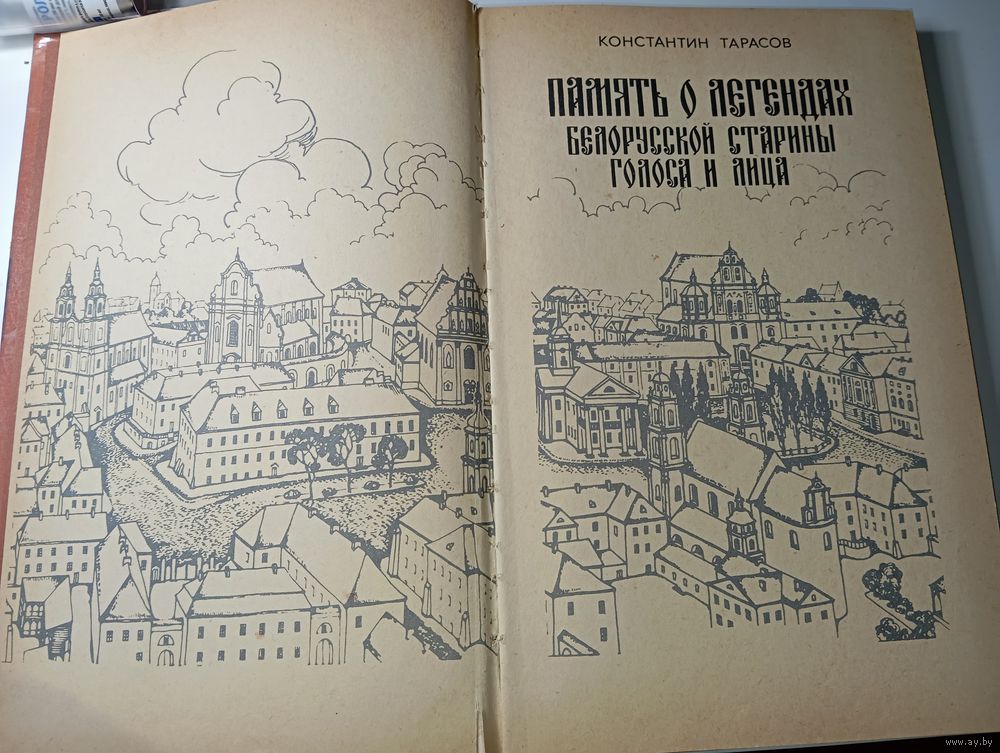 КОНСТАНТИН ТАРАСОВ
ПАМЯТЬ О ЛЕГЕНДАХ
БЕЛОРУССКОЙ СТАРИНЫ
ГОЛОСА И ЛИЦА
www.ay.by